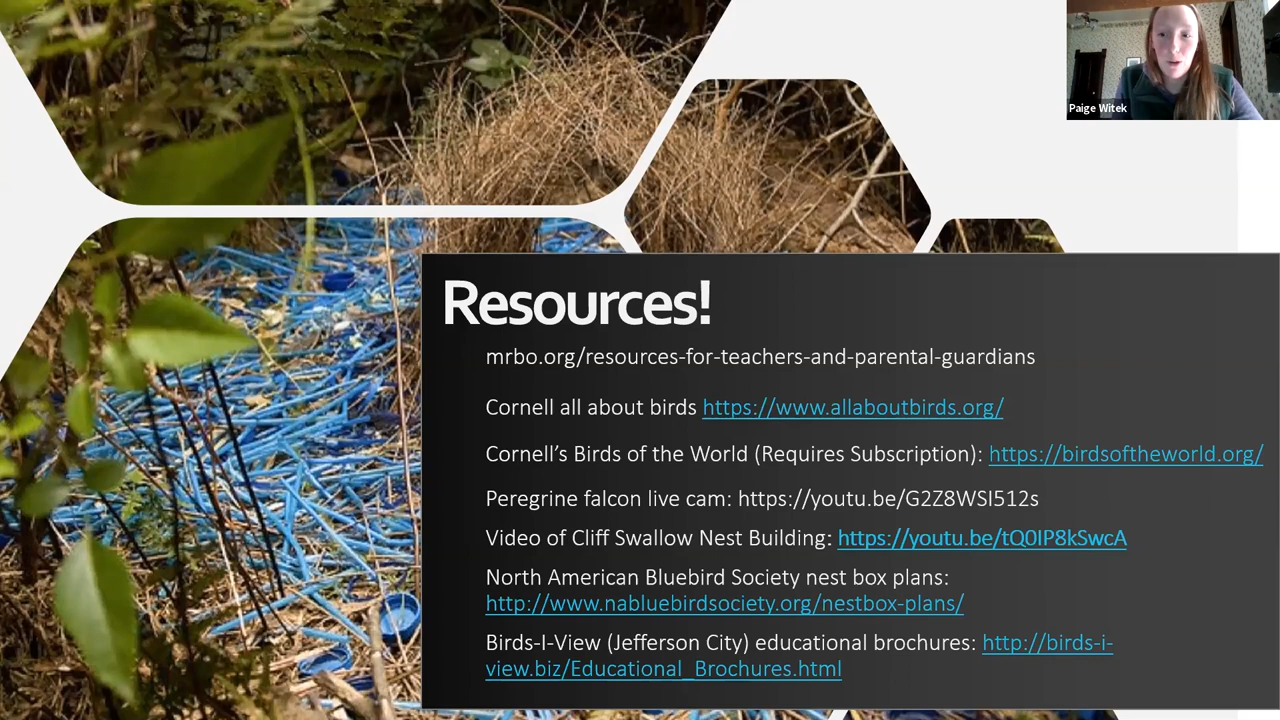 Paige Witek
Resources!
mrbo.org/resources-for-teachers-and-parental-guardians
Cornell all about birds https://www.allaboutbirds.org/
Cornell’s Birds of the World (Requires Subscription): https://birdsoftheworld.org/
Peregrine falcon live cam: https://youtu.be/G2Z8WSI512s
Video of Cliff Swallow Nest Building: https://youtu.be/tQ0IP8kSwcA
North American Bluebird Society nest box plans:
http://www.nabluebirdsociety.org/nestbox-plans/
Birds-I-View (Jefferson City) educational brochures: http://birds-i-
view.biz/Educational_Brochures.html